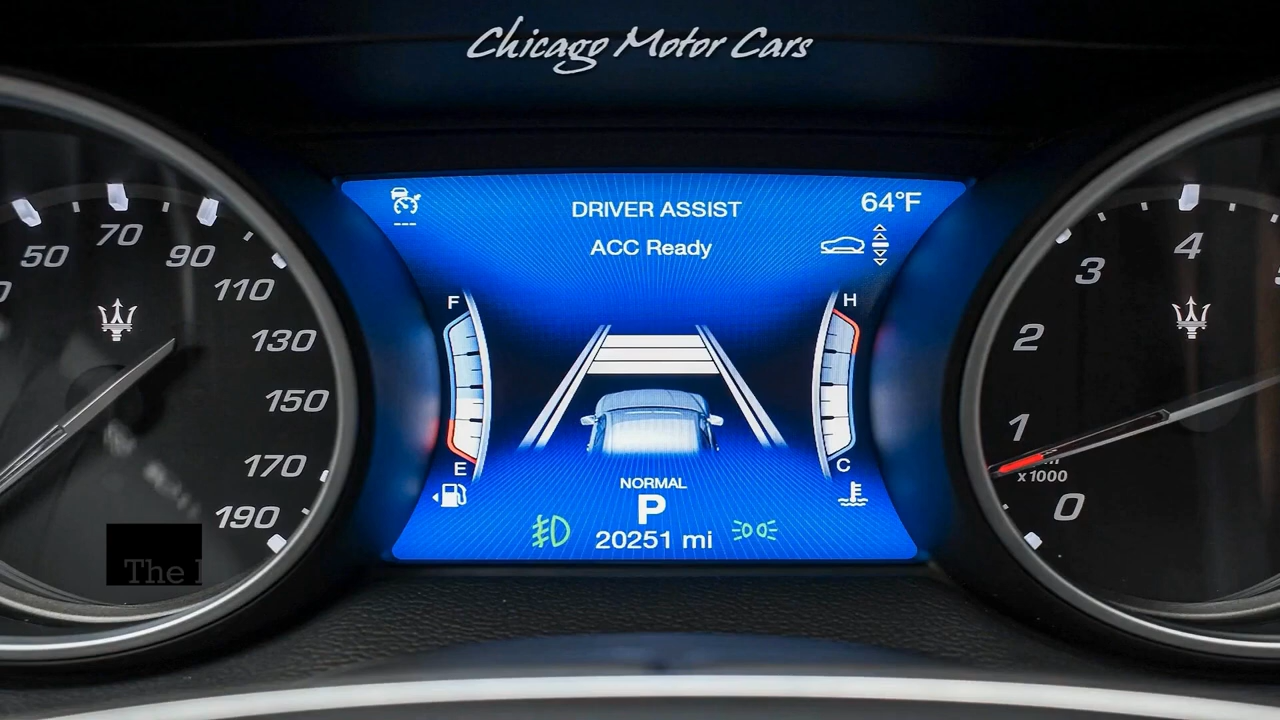 Chicago Motor Cars
DRIVER ASSIST
64°F
ACC Ready
50
70
90
110
130
150
170
190
F
E
H
C
NORMAL
P
20251 mi
4
3
2
1
x1000
0
The